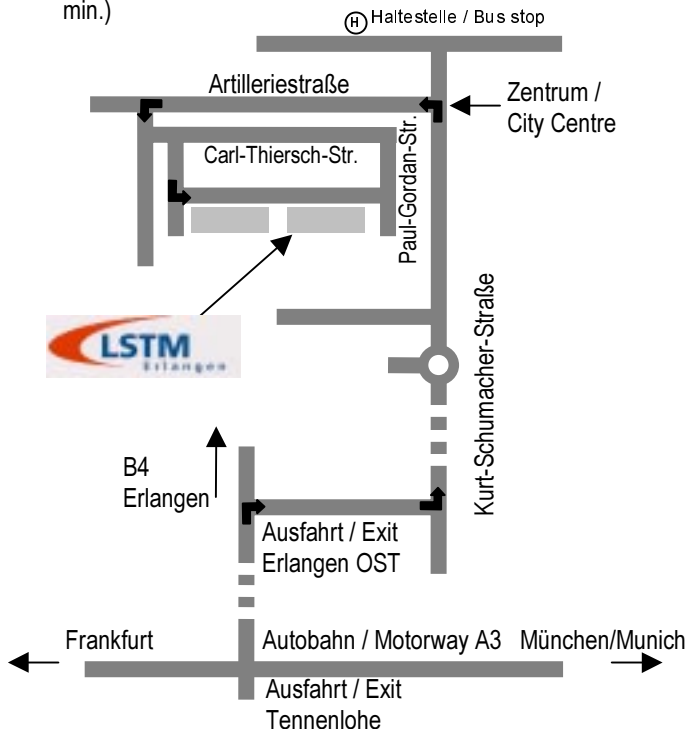 min.)
H Haltestelle / Bus stop
Artilleriestraße
Zentrum /
City Centre
Carl-Thiersch-Str.
Paul-Gordan-Str.
Kurt-Schumacher-Straße
LSTM
Erlangen
B4
Erlangen
Ausfahrt / Exit
Erlangen OST
Frankfurt
Autobahn / Motorway A3
München/Munich
Ausfahrt / Exit
Tennenlohe